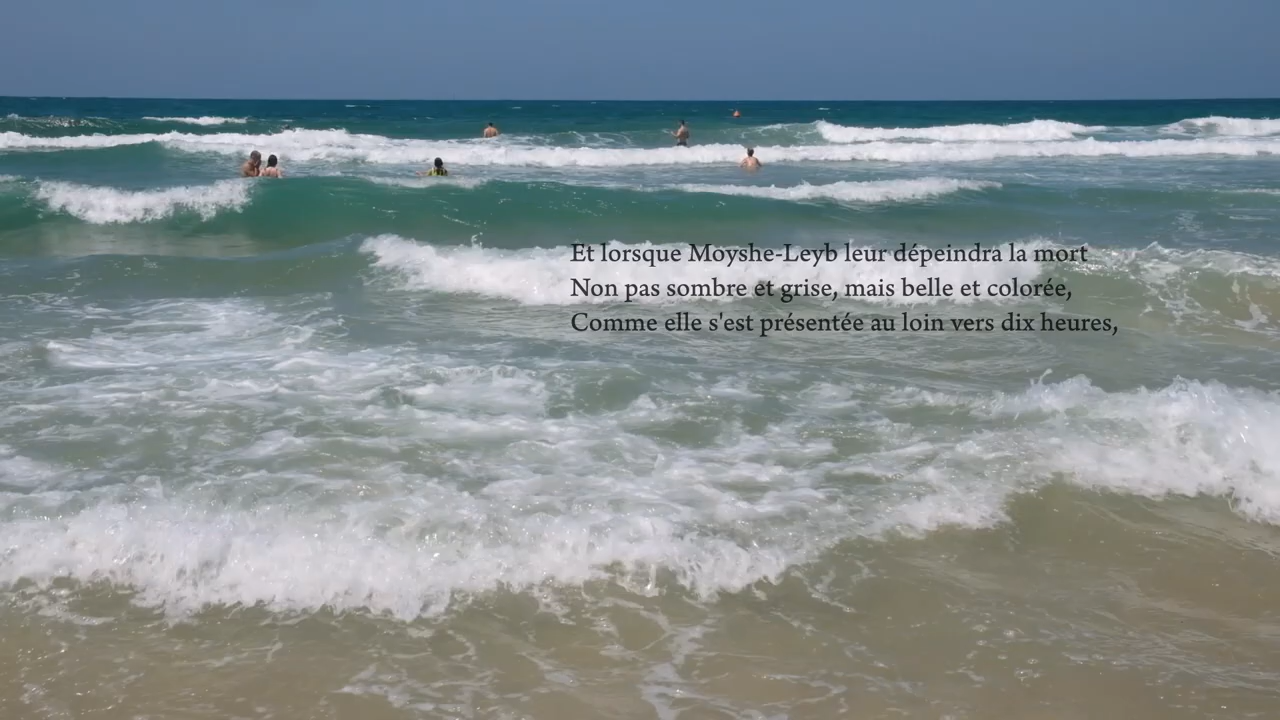 Et lorsque Moyshe-Leyb leur dépeindra la mort
Non pas sombre et grise, mais belle et colorée,
Comme elle s'est présentée au loin vers dix heures,